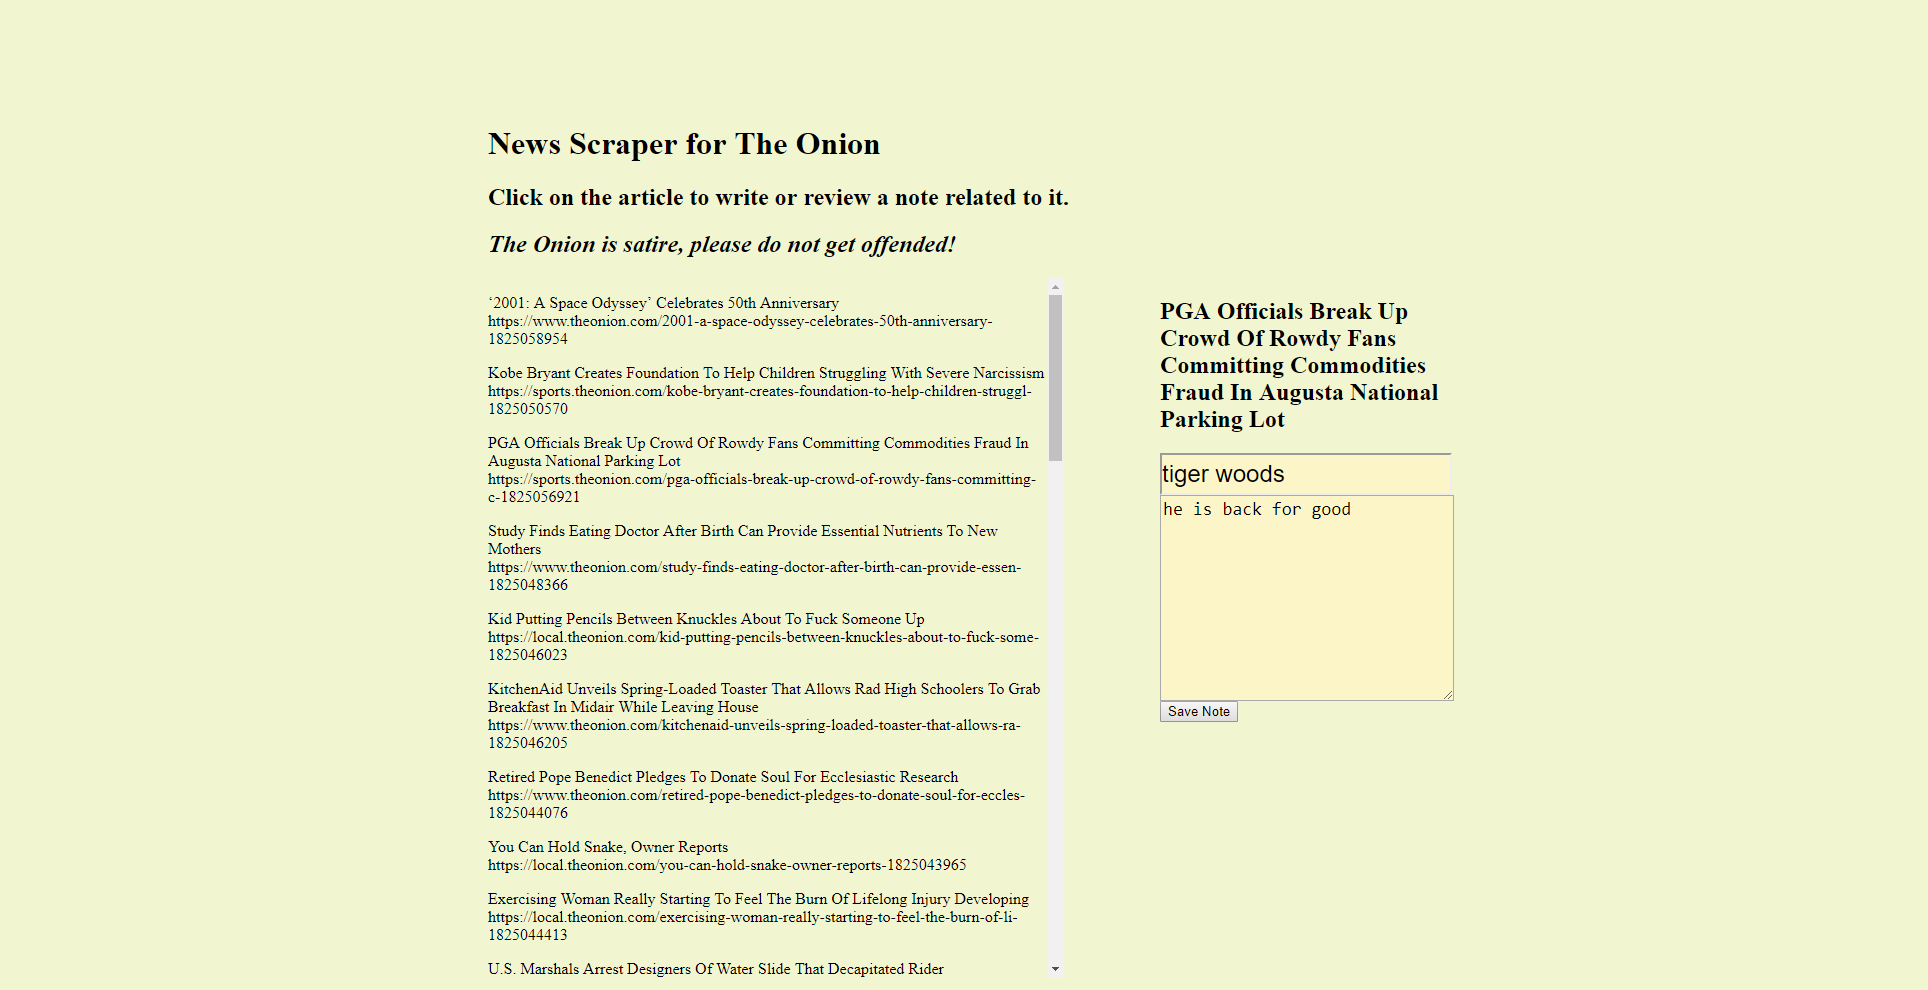 News Scraper for The Onion
Click on the article to write or review a note related to it.
The Onion is satire, please do not get offended!
‘2001: A Space Odyssey’ Celebrates 50th Anniversary
https://www.theonion.com/2001-a-space-odyssey-celebrates-50th-anniversary-
1825058954
Kobe Bryant Creates Foundation To Help Children Struggling With Severe Narcissism
https://sports.theonion.com/kobe-bryant-creates-foundation-to-help-children-struggl-
1825050570
PGA Officials Break Up Crowd Of Rowdy Fans Committing Commodities Fraud In
Augusta National Parking Lot
https://sports.theonion.com/pga-officials-break-up-crowd-of-rowdy-fans-committing-
c-1825056921
Study Finds Eating Doctor After Birth Can Provide Essential Nutrients To New
Mothers
https://www.theonion.com/study-finds-eating-doctor-after-birth-can-provide-essen-
1825048366
Kid Putting Pencils Between Knuckles About To Fuck Someone Up
https://local.theonion.com/kid-putting-pencils-between-knuckles-about-to-fuck-some-
1825046023
KitchenAid Unveils Spring-Loaded Toaster That Allows Rad High Schoolers To Grab
Breakfast In Midair While Leaving House
https://www.theonion.com/kitchenaid-unveils-spring-loaded-toaster-that-allows-ra-
1825046205
Retired Pope Benedict Pledges To Donate Soul For Ecclesiastic Research
https://www.theonion.com/retired-pope-benedict-pledges-to-donate-soul-for-eccles-
1825044076
You Can Hold Snake, Owner Reports
https://local.theonion.com/you-can-hold-snake-owner-reports-1825043965
Exercising Woman Really Starting To Feel The Burn Of Lifelong Injury Developing
https://local.theonion.com/exercising-woman-really-starting-to-feel-the-burn-of-li-
1825044413
U.S. Marshals Arrest Designers Of Water Slide That Decapitated Rider
PGA Officials Break Up
Crowd Of Rowdy Fans
Committing Commodities
Fraud In Augusta National
Parking Lot
tiger woods
he is back for good
Save Note